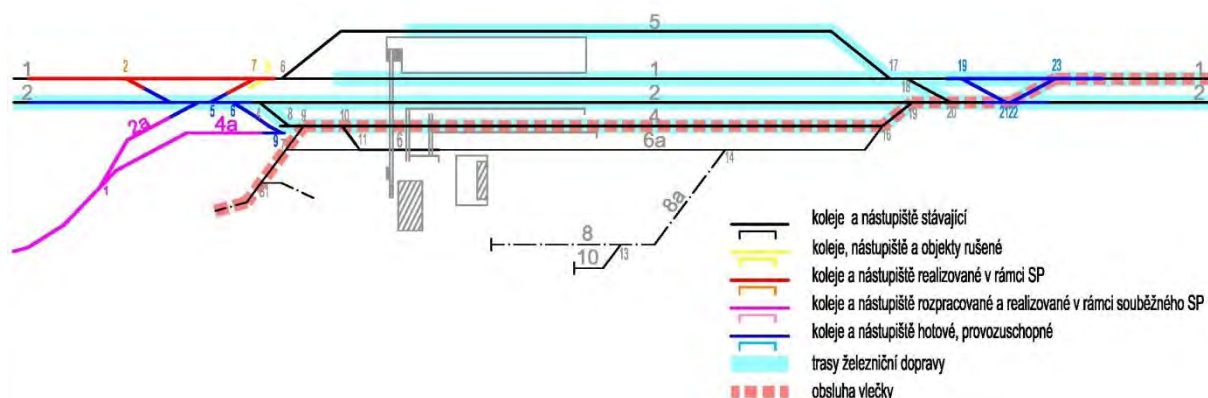 5
1 2 7 6 1 17 19 23 1
18
2 2 2
5 6 4 8 9 10 4 19 20 21 22
2a 4a 9 7 11 6 6a 16
14
1 61
8a
8
10 13
koleje a nástupiště stávající
koleje, nástupiště a objekty rušené
koleje a nástupiště realizované v rámci SP
koleje a nástupiště rozpracované a realizované v rámci souběžného SP
koleje a nástupiště hotové, provozuschopné
trasy železniční dopravy
obsluha vlečky